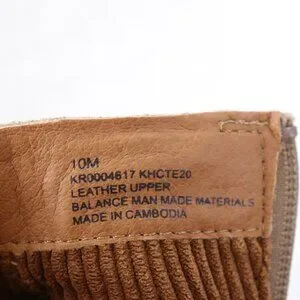 10M
KR0004617 KHCTE20
LEATHER UPPER
BALANCE MAN MADE MATERIALS
MADE IN CAMBODIA